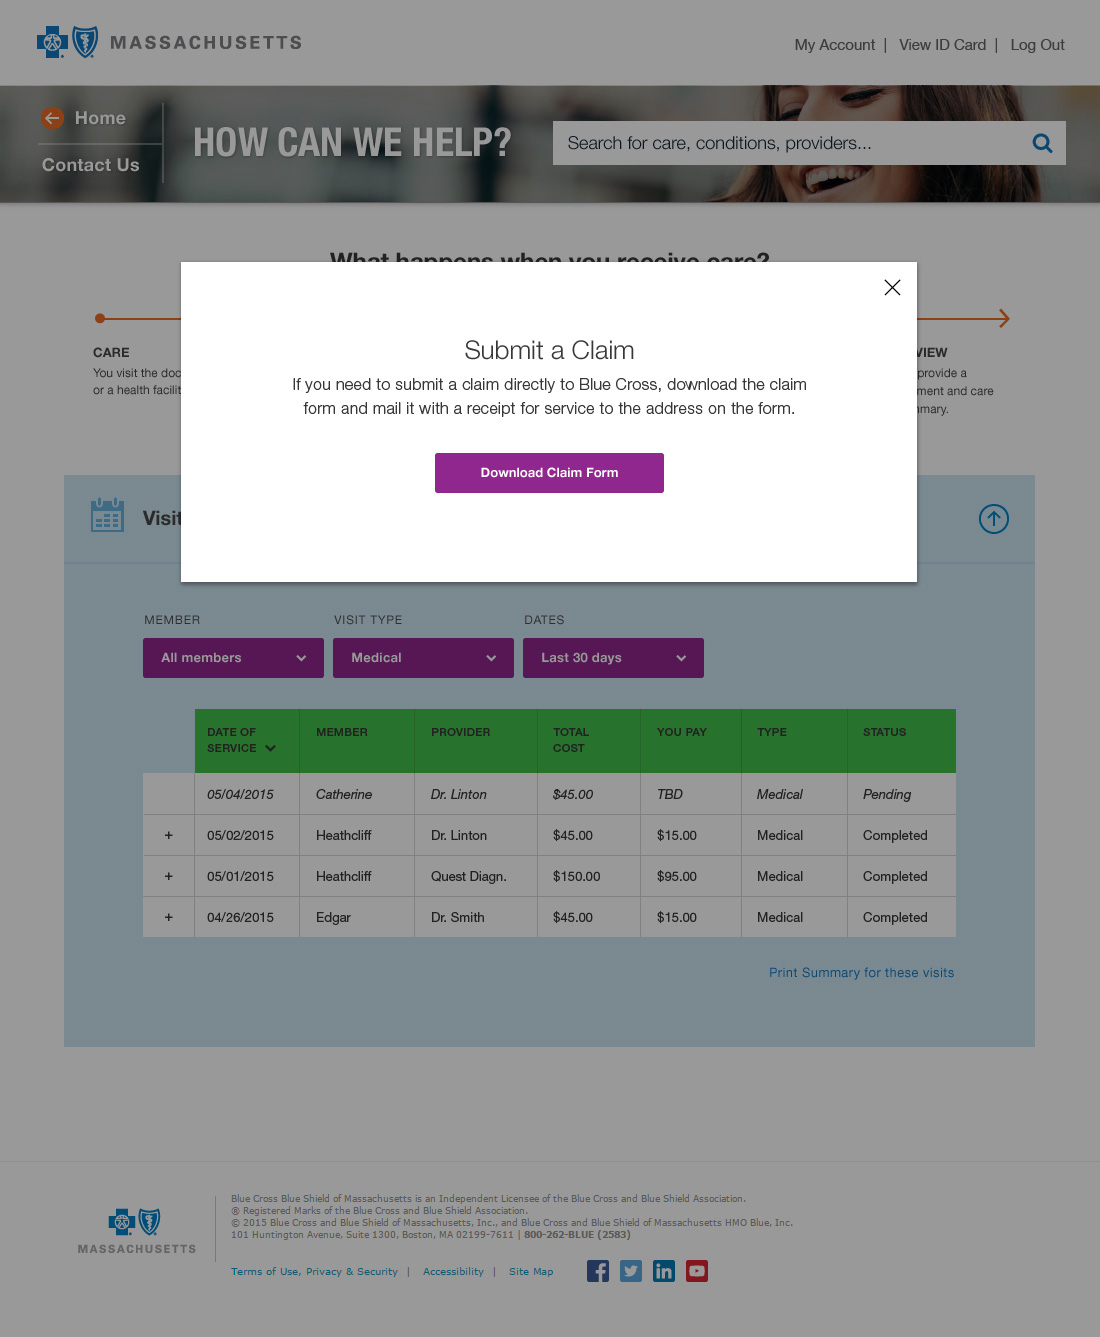 MASSACHUSETTS
My Account | View ID Card | Log Out
Home
Contact Us
HOW CAN WE HELP?
Search for care, conditions, providers...
What happens when you receive care?
Submit a Claim
If you need to submit a claim directly to Blue Cross, download the claim
form and mail it with a receipt for service to the address on the form.
Download Claim Form
CARE
You visit the doc
or a health facilit
VIEW
provide a
ment and care
mary.
Visit
MEMBER VISIT TYPE DATES
All members Medical Last 30 days
DATE OF SERVICE MEMBER PROVIDER TOTAL COST YOU PAY TYPE STATUS
05/04/2015 Catherine Dr. Linton $45.00 TBD Medical Pending
+ 05/02/2015 Heathcliff Dr. Linton $45.00 $15.00 Medical Completed
+ 05/01/2015 Heathcliff Quest Diagn. $150.00 $95.00 Medical Completed
+ 04/26/2015 Edgar Dr. Smith $45.00 $15.00 Medical Completed
Print Summary for these visits
MASSACHUSETTS
Blue Cross Blue Shield of Massachusetts is an Independent Licensee of the Blue Cross and Blue Shield Association.
® Registered Marks of the Blue Cross and Blue Shield Association.
© 2015 Blue Cross and Blue Shield of Massachusetts, Inc., and Blue Cross and Blue Shield of Massachusetts HMO Blue, Inc.
101 Huntington Avenue, Suite 1300, Boston, MA 02199-7611 | 800-262-BLUE (2583)
Terms of Use, Privacy & Security | Accessibility | Site Map